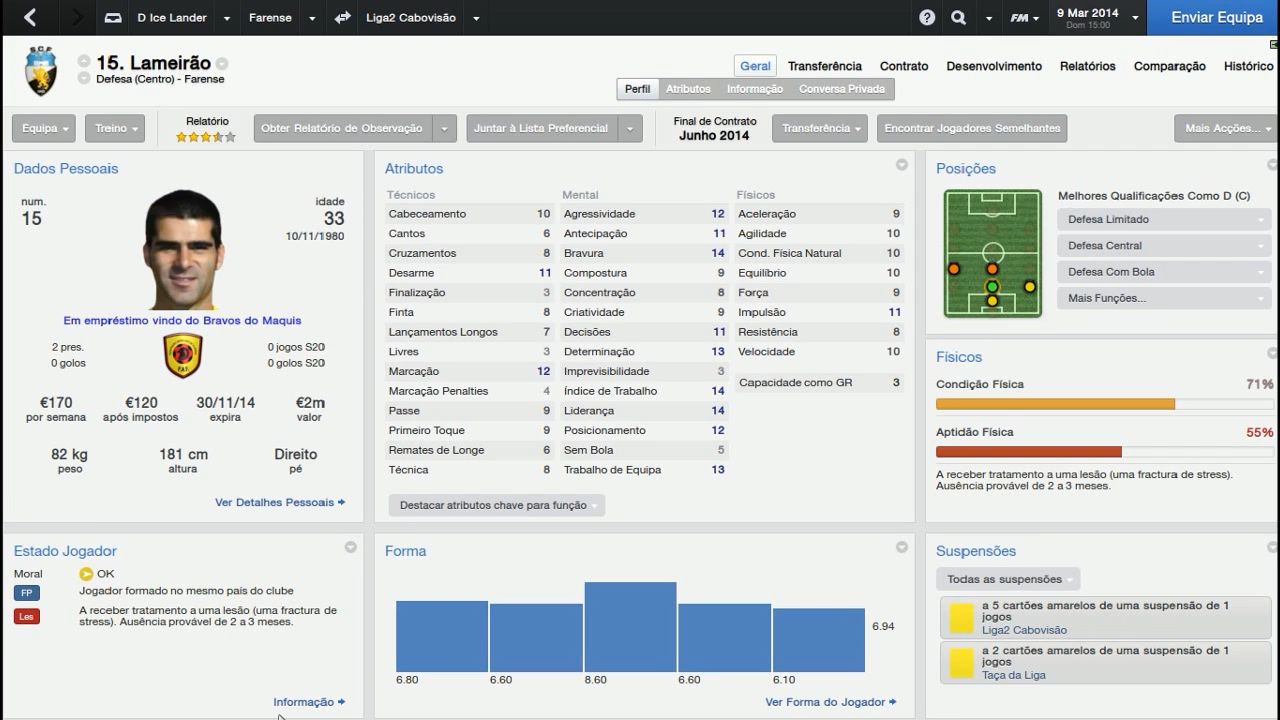 D Ice Lander
Farense
Liga2 Cabovisão
FM
9 Mar 2014
Dom 15:00
Enviar Equipa
S.C.F.
15. Lameirão
Defesa (Centro) - Farense
Geral Transferência Contrato Desenvolvimento Relatórios Comparação Histórico
Perfil Atributos Informação Conversa Privada
Equipa
Treino
Relatório
Obter Relatório de Observação
Juntar à Lista Preferencial
Final de Contrato
Junho 2014
Transferência
Encontrar Jogadores Semelhantes
Mais Acções...
Dados Pessoais
num.
15
idade
33
10/11/1980
Em empréstimo vindo do Bravos do Maquis
2 pres.
0 golos
0 jogos S20
0 golos S20
€170
por semana
€120
após impostos
30/11/14
expira
€2m
valor
82 kg
peso
181 cm
altura
Direito
pé
Ver Detalhes Pessoais
Atributos
Técnicos
Cabeceamento 10
Cantos 6
Cruzamentos 8
Desarme 11
Finalização 3
Finta 8
Lançamentos Longos 7
Livres 3
Marcação 12
Marcação Penalties 4
Passe 9
Primeiro Toque 9
Remates de Longe 6
Técnica 8
Mental
Agressividade 12
Antecipação 11
Bravura 14
Compostura 9
Concentração 8
Criatividade 9
Decisões 11
Determinação 13
Imprevisibilidade 3
Índice de Trabalho 14
Liderança 14
Posicionamento 12
Sem Bola 5
Trabalho de Equipa 13
Físicos
Aceleração 9
Agilidade 10
Cond. Física Natural 10
Equilíbrio 10
Força 9
Impulsão 11
Resistência 8
Velocidade 10
Capacidade como GR 3
Destacar atributos chave para função
Posições
Melhores Qualificações Como D (C)
Defesa Limitado
Defesa Central
Defesa Com Bola
Mais Funções...
Físicos
Condição Física 71%
Aptidão Física 55%
A receber tratamento a uma lesão (uma fractura de stress).
Ausência provável de 2 a 3 meses.
Estado Jogador
Moral OK
FP Jogador formado no mesmo país do clube
Les A receber tratamento a uma lesão (uma fractura de
stress). Ausência provável de 2 a 3 meses.
Informação
Forma
6.94
6.80 6.60 8.60 6.60 6.10
Ver Forma do Jogador
Suspensões
Todas as suspensões
a 5 cartões amarelos de uma suspensão de 1
jogos
Liga2 Cabovisão
a 2 cartões amarelos de uma suspensão de 1
jogos
Taça da Liga